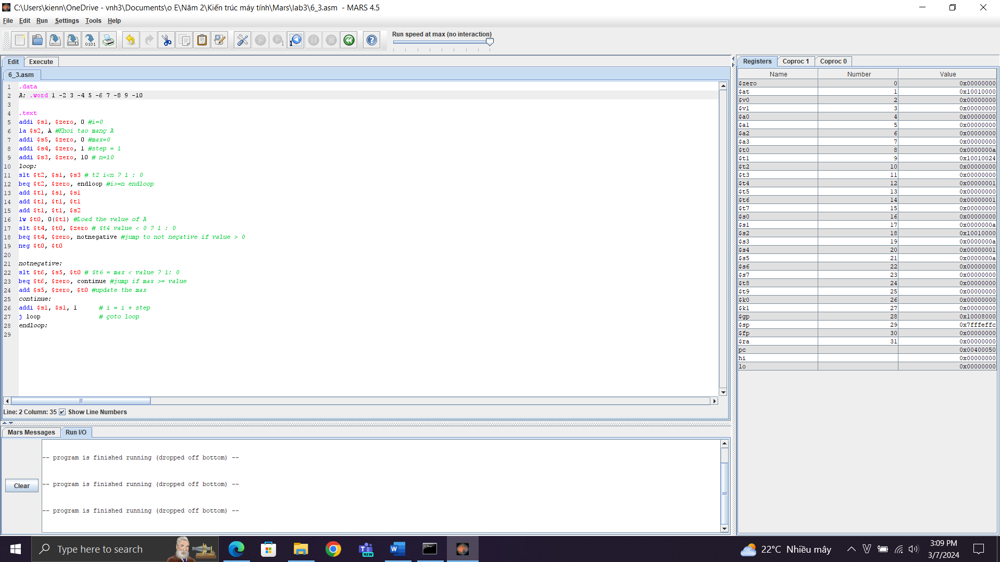 C:\Users\kienn\OneDrive - vnh3\Documents\o E\Năm 2\Kiến trúc máy tính\Mars\lab3\6_3.asm - MARS 4.5
File Edit Run Settings Tools Help
Run speed at max (no interaction)
Edit Execute
6_3.asm
1 .data
2 A: .word 1 -2 3 -4 5 -6 7 -8 9 -10
3
4 .text
5 addi $s1, $zero, 0 #i=0
6 la $s2, A #Khoi tao mang A
7 addi $s5, $zero, 0 #max=0
8 addi $s4, $zero, 1 #step = 1
9 addi $s3, $zero, 10 # n=10
10 loop:
11 slt $t2, $s1, $s3 # t2 i<n ? 1 : 0
12 beq $t2, $zero, endloop #i>=n endloop
13 add $t1, $s1, $s1
14 add $t1, $t1, $t1
15 add $t1, $t1, $s2
16 lw $t0, 0($t1) #Load the value of A
17 slt $t4, $t0, $zero # $t4 value < 0 ? 1 : 0
18 beq $t4, $zero, notnegative #jump to not negative if value > 0
19 neg $t0, $t0
20
21 notnegative:
22 slt $t6, $s5, $t0 # $t6 = max < value ? 1: 0
23 beq $t6, $zero, continue #jump if max >= value
24 add $s5, $zero, $t0 #update the max
25 continue:
26 addi $s1, $s1, 1 # i = i + step
27 j loop # goto loop
28 endloop:
29
Line: 2 Column: 35 Show Line Numbers
Mars Messages Run I/O
Clear
-- program is finished running (dropped off bottom) --
-- program is finished running (dropped off bottom) --
-- program is finished running (dropped off bottom) --
Registers Coproc 1 Coproc 0
Name Number Value
$zero 0 0x00000000
$at 1 0x10010000
$v0 2 0x00000000
$v1 3 0x00000000
$a0 4 0x00000000
$a1 5 0x00000000
$a2 6 0x00000000
$a3 7 0x00000000
$t0 8 0x0000000a
$t1 9 0x10010024
$t2 10 0x00000000
$t3 11 0x00000000
$t4 12 0x00000001
$t5 13 0x00000000
$t6 14 0x00000001
$t7 15 0x00000000
$s0 16 0x00000000
$s1 17 0x0000000a
$s2 18 0x10010000
$s3 19 0x0000000a
$s4 20 0x00000001
$s5 21 0x0000000a
$s6 22 0x00000000
$s7 23 0x00000000
$t8 24 0x00000000
$t9 25 0x00000000
$k0 26 0x00000000
$k1 27 0x00000000
$gp 28 0x10008000
$sp 29 0x7fffeffc
$fp 30 0x00000000
$ra 31 0x00000000
pc 0x00400050
hi 0x00000000
lo 0x00000000
Type here to search
NEW
22°C Nhiều mây
3:09 PM
3/7/2024